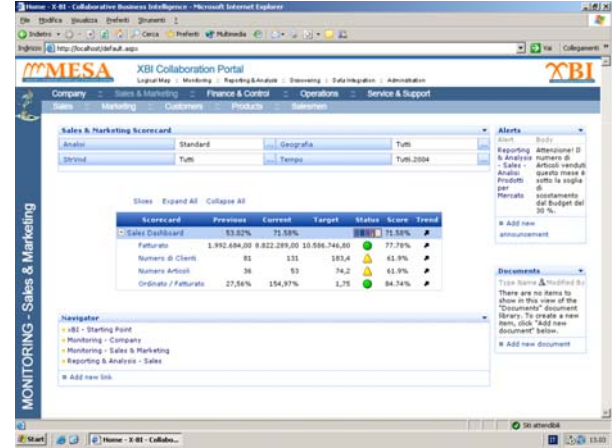 Home - X-BI - Collaborative Business Intelligence - Microsoft Internet Explorer
File Modifica Visualizza Preferiti Strumenti ?
Indietro Cerca Preferiti Multimedia
Indirizzo http://localhost/default.aspx Vai Collegamenti
MESA XBI Collaboration Portal XBI
Logical Map :: Monitoring :: Reporting & Analysis :: Discovering :: Data Integration :: Administration
Company :: Sales & Marketing :: Finance & Control :: Operations :: Service & Support
Sales :: Marketing :: Customers :: Products :: Salesmen
MONITORING - Sales & Marketing
Sales & Marketing Scorecard
Analisi Standard ... Geografia Tutti ...
StrVnd Tutti ... Tempo Tutti.2004 ...
Slices Expand All Collapse All
Scorecard Previous Current Target Status Score Trend
Sales Dashboard 53.02% 71.58% 71.58%
Fatturato 1.992.684,00 8.822.289,00 10.586.746,80 77.78%
Numero di Clienti 81 131 183,4 61.9%
Numero Articoli 36 53 74,2 61.9%
Ordinato / Fatturato 27,56% 154,97% 1,75 84.74%
Navigator
xBI - Starting Point
Monitoring - Company
Monitoring - Sales & Marketing
Reporting & Analysis - Sales
Add new link
Alerts
Alert Body
Reporting & Analysis - Sales - Analisi Prodotti per Mercato
Attenzione! Il
numero di
Articoli venduti
questo mese è
sotto la soglia
di
scostamento
dal Budget del
30 %.
Add new
announcement
Documents
Type Name Modified By
There are no items to
show in this view of the
"Documents" document
library. To create a new
item, click "Add new
document" below.
Add new document
Siti attendibili
Start Home - X-BI - Collabo... 13.03